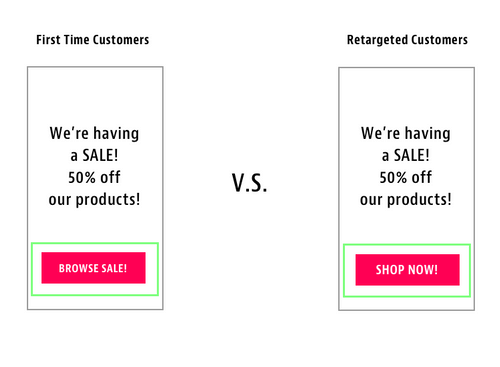 First Time Customers
We're having
a SALE!
50% off
our products!
BROWSE SALE!
V.S.
Retargeted Customers
We're having
a SALE!
50% off
our products!
SHOP NOW!